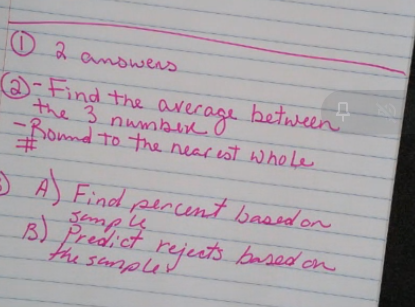 ① 2 answers
② - Find the average between
the 3 number
- Round to the nearest whole
#
A) Find percent based on
sample
B) Predict rejects based on
the sample.